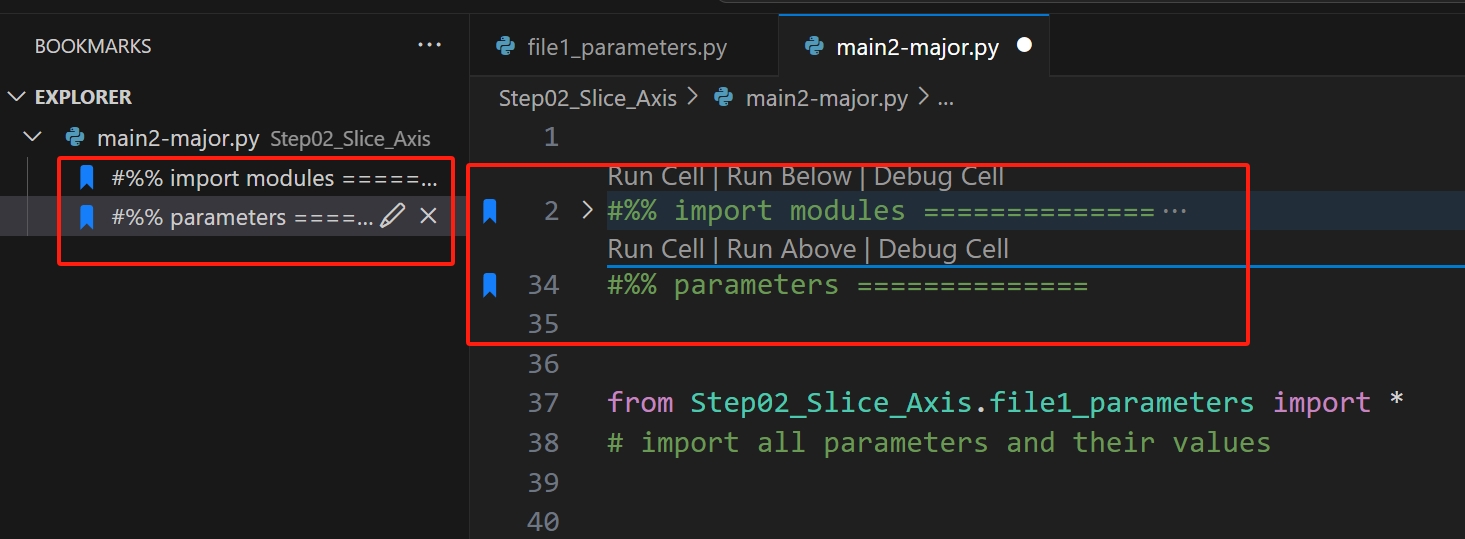 BOOKMARKS ...
EXPLORER
main2-major.py Step02_Slice_Axis
#%% import modules =====...
#%% parameters ====...
file1_parameters.py
main2-major.py
Step02_Slice_Axis > main2-major.py > ...
1
Run Cell | Run Below | Debug Cell
2 > #%% import modules ==============...
Run Cell | Run Above | Debug Cell
34 #%% parameters ==============
35
36
37 from Step02_Slice_Axis.file1_parameters import *
38 # import all parameters and their values
39
40